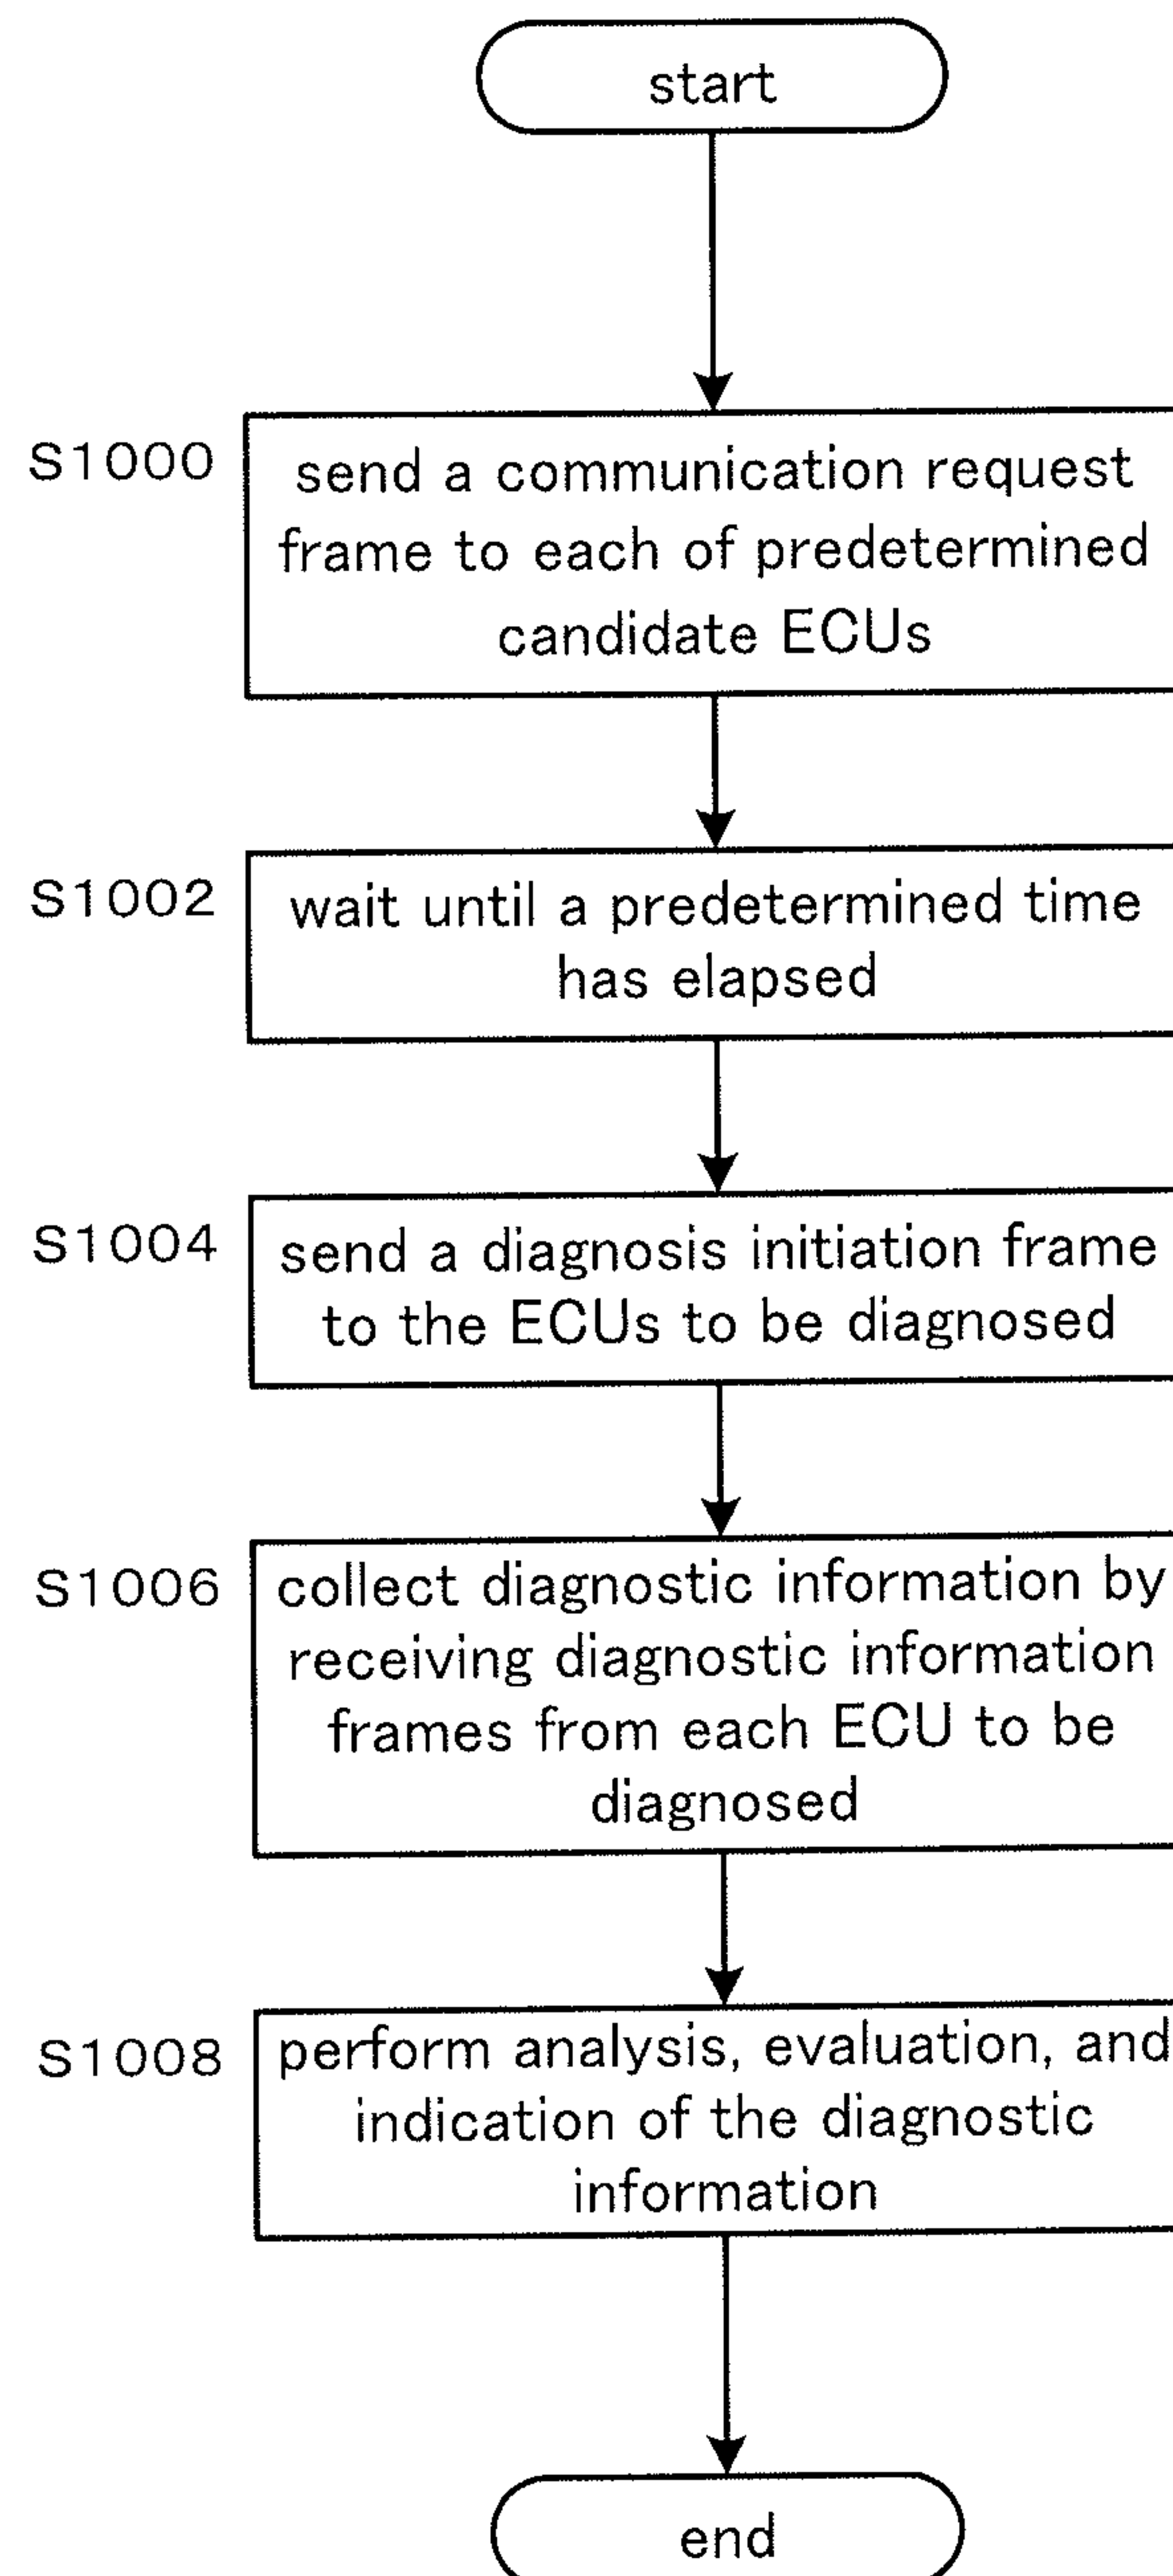 start
S1000
send a communication request
frame to each of predetermined
candidate ECUs
S1002
wait until a predetermined time
has elapsed
S1004
send a diagnosis initiation frame
to the ECUs to be diagnosed
S1006
collect diagnostic information by
receiving diagnostic information
frames from each ECU to be
diagnosed
S1008
perform analysis, evaluation, and
indication of the diagnostic
information
end